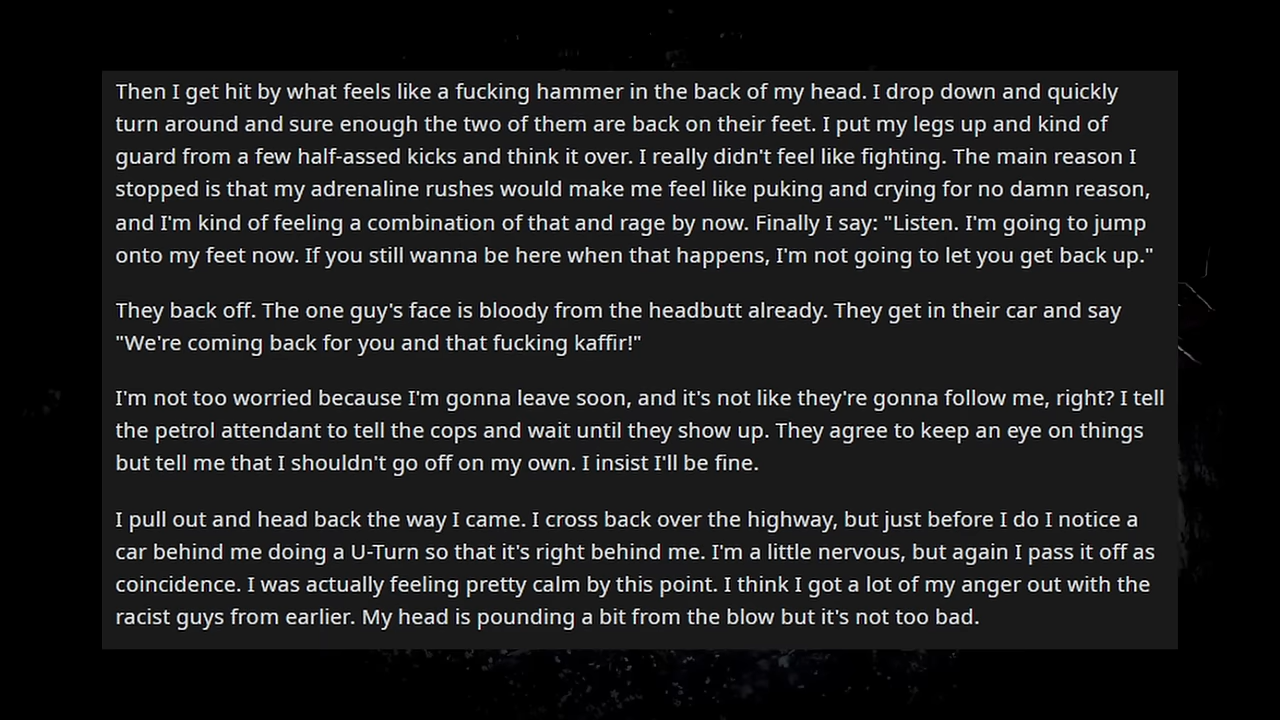 Then I get hit by what feels like a fucking hammer in the back of my head. I drop down and quickly
turn around and sure enough the two of them are back on their feet. I put my legs up and kind of
guard from a few half-assed kicks and think it over. I really didn't feel like fighting. The main reason I
stopped is that my adrenaline rushes would make me feel like puking and crying for no damn reason,
and I'm kind of feeling a combination of that and rage by now. Finally I say: "Listen. I'm going to jump
onto my feet now. If you still wanna be here when that happens, I'm not going to let you get back up."
They back off. The one guy's face is bloody from the headbutt already. They get in their car and say
"We're coming back for you and that fucking kaffir!"
I'm not too worried because I'm gonna leave soon, and it's not like they're gonna follow me, right? I tell
the petrol attendant to tell the cops and wait until they show up. They agree to keep an eye on things
but tell me that I shouldn't go off on my own. I insist I'll be fine.
I pull out and head back the way I came. I cross back over the highway, but just before I do I notice a
car behind me doing a U-Turn so that it's right behind me. I'm a little nervous, but again I pass it off as
coincidence. I was actually feeling pretty calm by this point. I think I got a lot of my anger out with the
racist guys from earlier. My head is pounding a bit from the blow but it's not too bad.